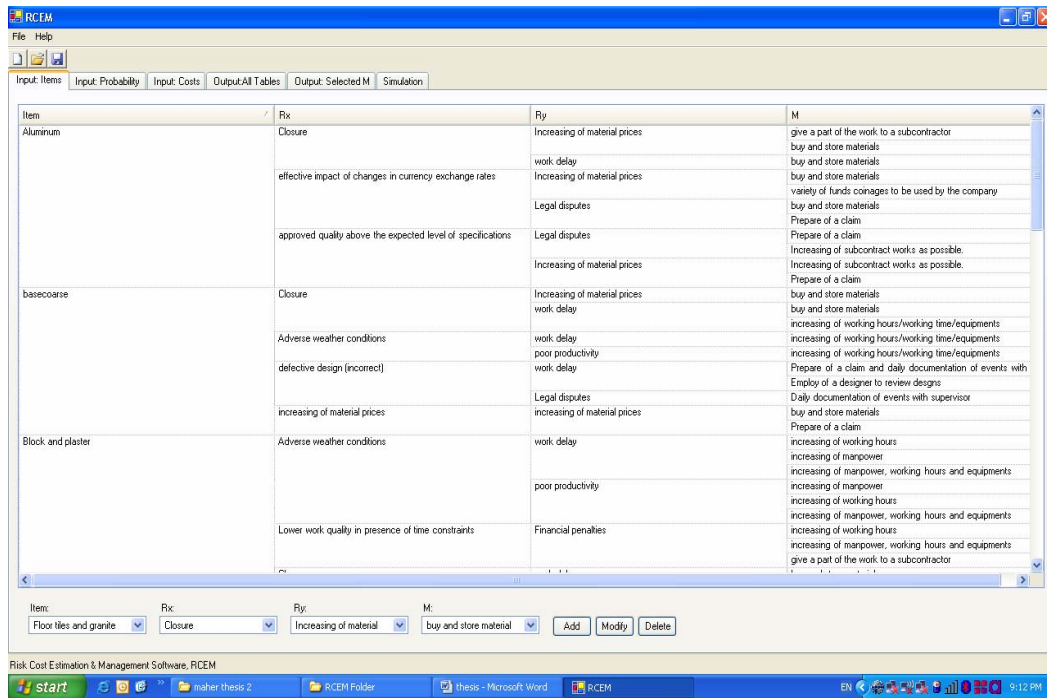 RCEM
File Help
Input: Items Input: Probability Input: Costs Output:All Tables Output: Selected M Simulation
Item Rx Ry M
Aluminum Closure Increasing of material prices give a part of the work to a subcontractor
buy and store materials
work delay buy and store materials
effective impact of changes in currency exchange rates Increasing of material prices buy and store materials
variety of funds coinages to be used by the company
Legal disputes buy and store materials
Prepare of a claim
approved quality above the expected level of specifications Legal disputes Prepare of a claim
Increasing of subcontract works as possible.
Increasing of material prices Increasing of subcontract works as possible.
Prepare of a claim
basecoarse Closure Increasing of material prices buy and store materials
work delay buy and store materials
increasing of working hours/working time/equipments
Adverse weather conditions work delay increasing of working hours/working time/equipments
poor productivity increasing of working hours/working time/equipments
defective design (incorrect) work delay Prepare of a claim and daily documentation of events with
Employ of a designer to review desgns
Legal disputes Daily documentation of events with supervisor
increasing of material prices increasing of material prices buy and store materials
Prepare of a claim
Block and plaster Adverse weather conditions work delay increasing of working hours
increasing of manpower
increasing of manpower, working hours and equipments
poor productivity increasing of manpower
increasing of working hours
increasing of manpower, working hours and equipments
Lower work quality in presence of time constraints Financial penalties increasing of working hours
increasing of manpower, working hours and equipments
give a part of the work to a subcontractor
Item: Rx: Ry: M:
Floor tiles and granite Closure Increasing of material buy and store material Add Modify Delete
Risk Cost Estimation & Management Software, RCEM
start maher thesis 2 RCEM Folder thesis - Microsoft Word RCEM EN 9:12 PM